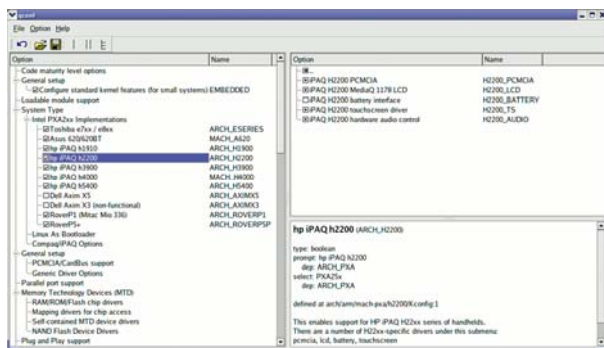 qconf
File Option Help
Option Name
Code maturity level options
General setup
Configure standard kernel features (for small systems) EMBEDDED
Loadable module support
System Type
Intel PXA2xx Implementations
Toshiba e7xx / e8xx ARCH_ESERIES
Asus 620/620BT MACH_A620
hp iPAQ h1910 ARCH_H1900
hp iPAQ h2200 ARCH_H2200
hp iPAQ h3900 ARCH_H3900
hp iPAQ h4000 MACH_H4000
hp iPAQ h5400 ARCH_H5400
Dell Axim X5 ARCH_AXIMX5
Dell Axim X3 (non-functional) ARCH_AXIMX3
RoverP1 (Mitac Mio 336) ARCH_ROVERP1
RoverP5+ ARCH_ROVERP5P
Linux As Bootloader
Compaq/iPAQ Options
General setup
PCMCIA/CardBus support
Generic Driver Options
Parallel port support
Memory Technology Devices (MTD)
RAM/ROM/Flash chip drivers
Mapping drivers for chip access
Self-contained MTD device drivers
NAND Flash Device Drivers
Plug and Play support
Option Name
..
iPAQ H2200 PCMCIA H2200_PCMCIA
iPAQ H2200 MediaQ 1178 LCD H2200_LCD
iPAQ H2200 battery interface H2200_BATTERY
iPAQ H2200 touchscreen driver H2200_TS
iPAQ H2200 hardware audio control H2200_AUDIO
hp iPAQ h2200 (ARCH_H2200)
type: boolean
prompt: hp iPAQ h2200
dep: ARCH_PXA
select: PXA25x
dep: ARCH_PXA
defined at arch/arm/mach-pxa/h2200/Kconfig:1
This enables support for HP iPAQ H22xx series of handhelds.
There are a number of H22xx-specific drivers under this submenu:
pcmcia, lcd, battery, touchscreen